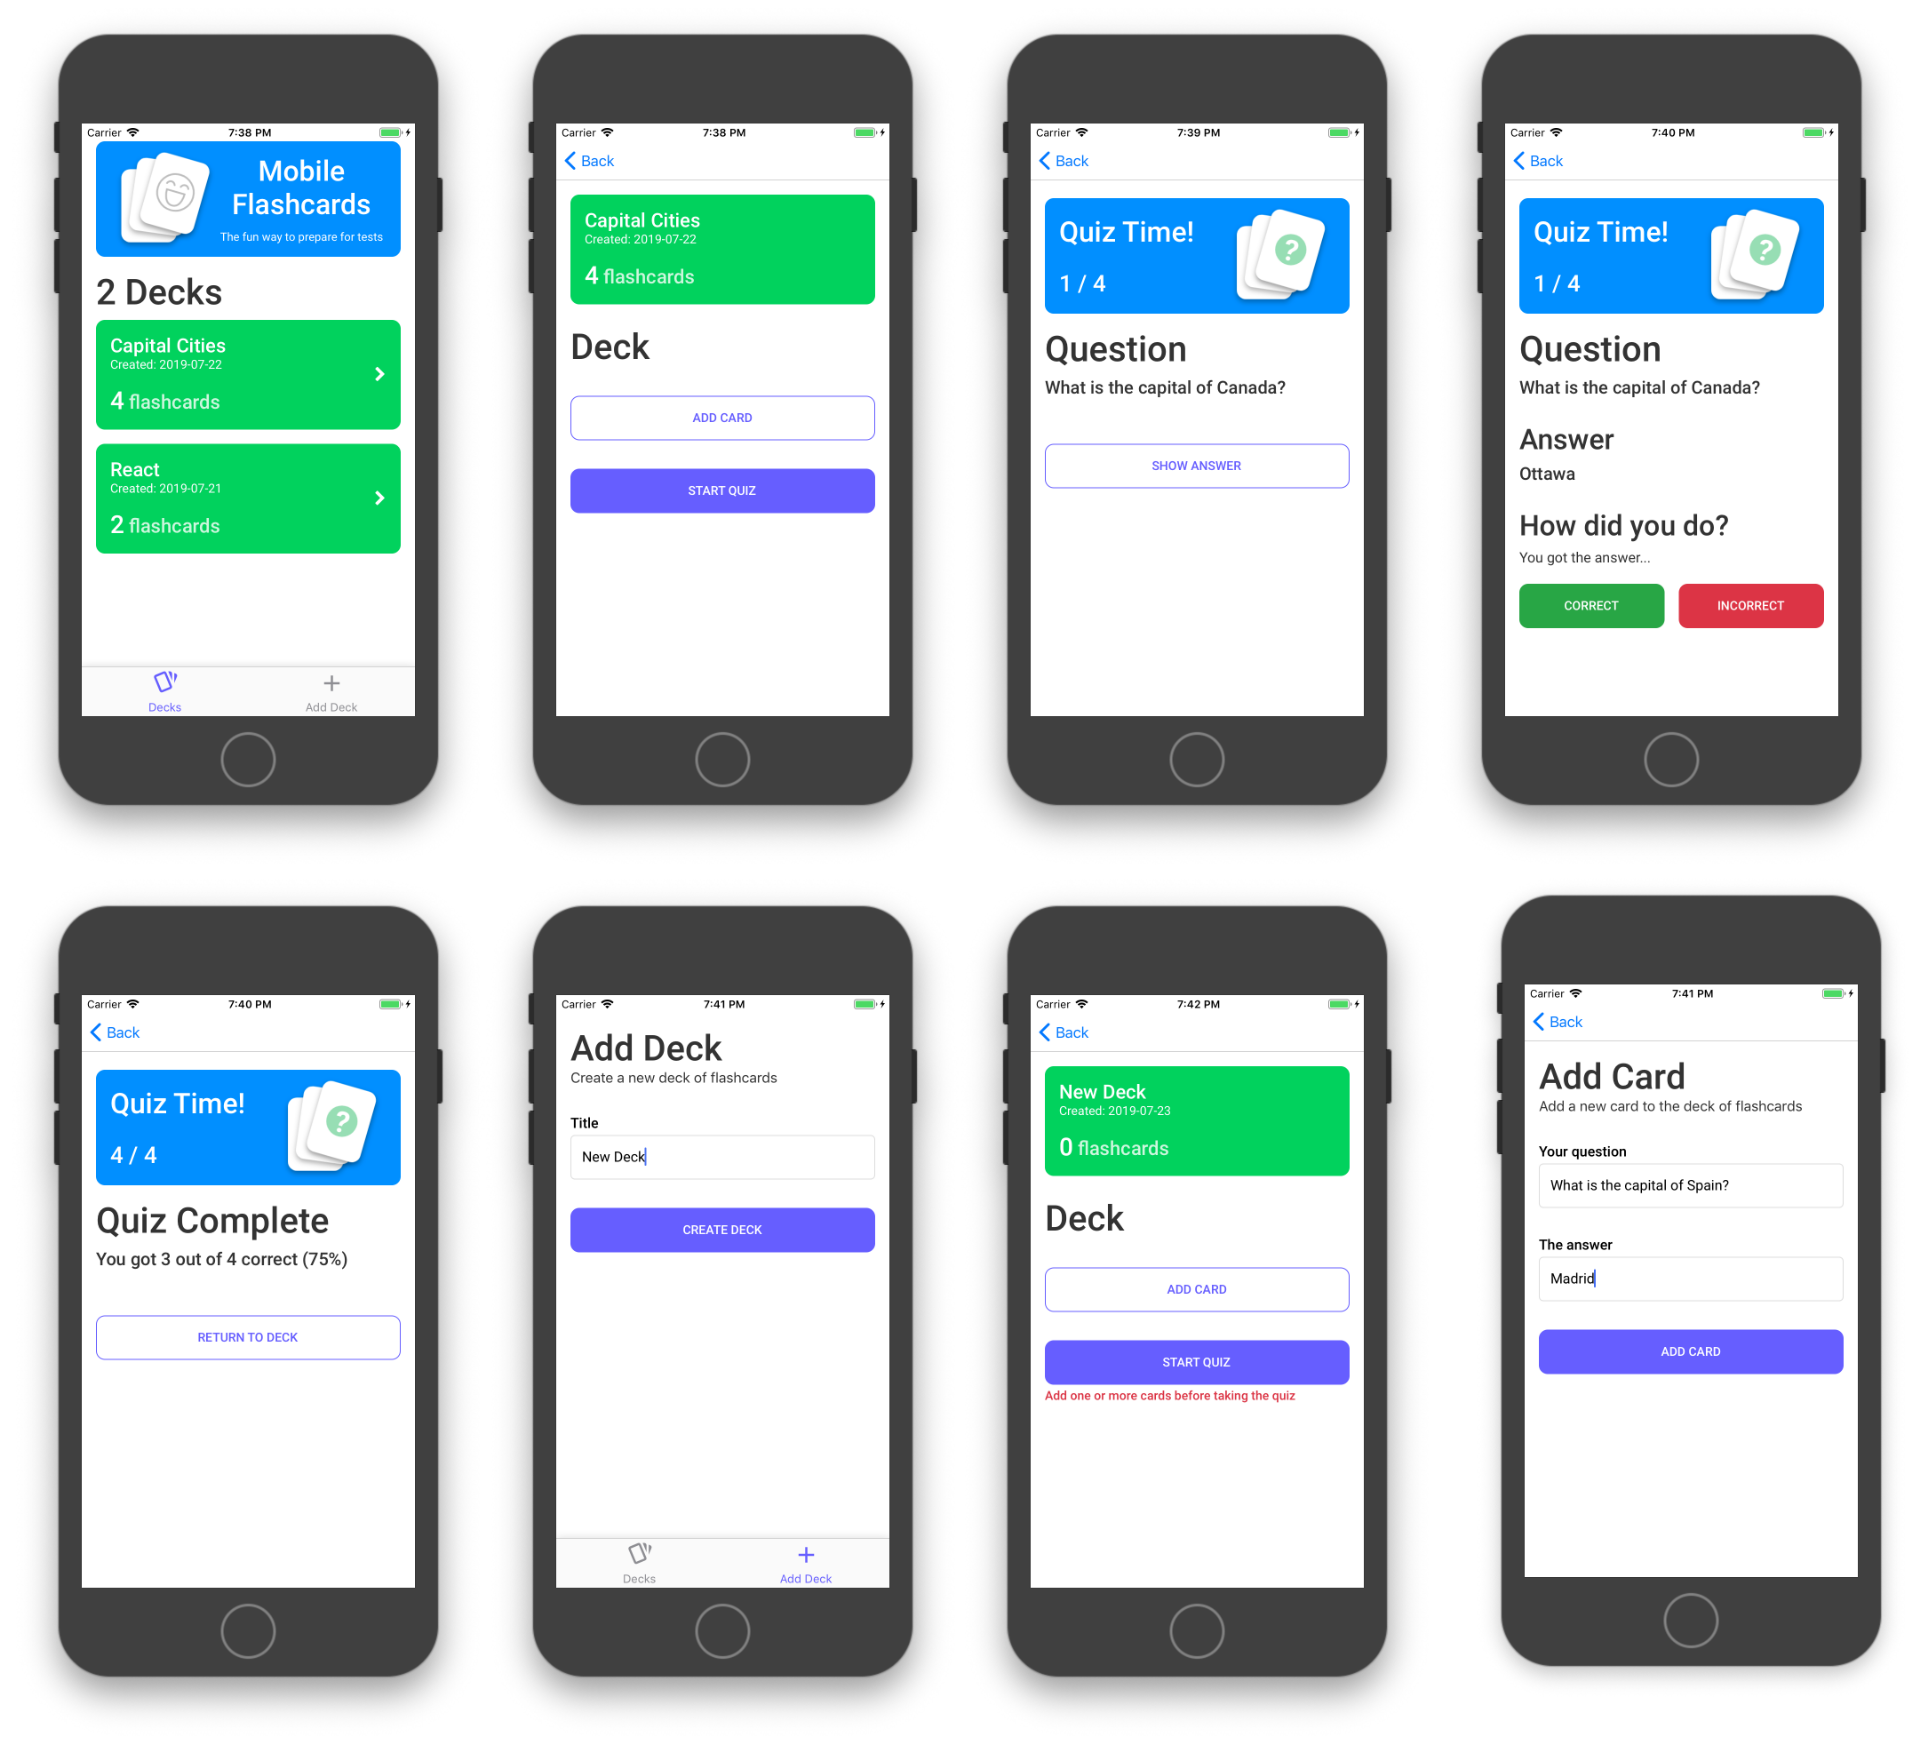 Carrier 7:38 PM
Mobile
Flashcards
The fun way to prepare for tests
2 Decks
Capital Cities
Created: 2019-07-22
4 flashcards
React
Created: 2019-07-21
2 flashcards
Decks Add Deck
Carrier 7:38 PM
Back
Capital Cities
Created: 2019-07-22
4 flashcards
Deck
ADD CARD
START QUIZ
Carrier 7:39 PM
Back
Quiz Time!
?
1 / 4
Question
What is the capital of Canada?
SHOW ANSWER
Carrier 7:40 PM
Back
Quiz Time!
?
1 / 4
Question
What is the capital of Canada?
Answer
Ottawa
How did you do?
You got the answer...
CORRECT INCORRECT
Carrier 7:40 PM
Back
Quiz Time!
?
4 / 4
Quiz Complete
You got 3 out of 4 correct (75%)
RETURN TO DECK
Carrier 7:41 PM
Add Deck
Create a new deck of flashcards
Title
New Deck
CREATE DECK
Decks Add Deck
Carrier 7:42 PM
Back
New Deck
Created: 2019-07-23
0 flashcards
Deck
ADD CARD
START QUIZ
Add one or more cards before taking the quiz
Carrier 7:41 PM
Back
Add Card
Add a new card to the deck of flashcards
Your question
What is the capital of Spain?
The answer
Madrid
ADD CARD